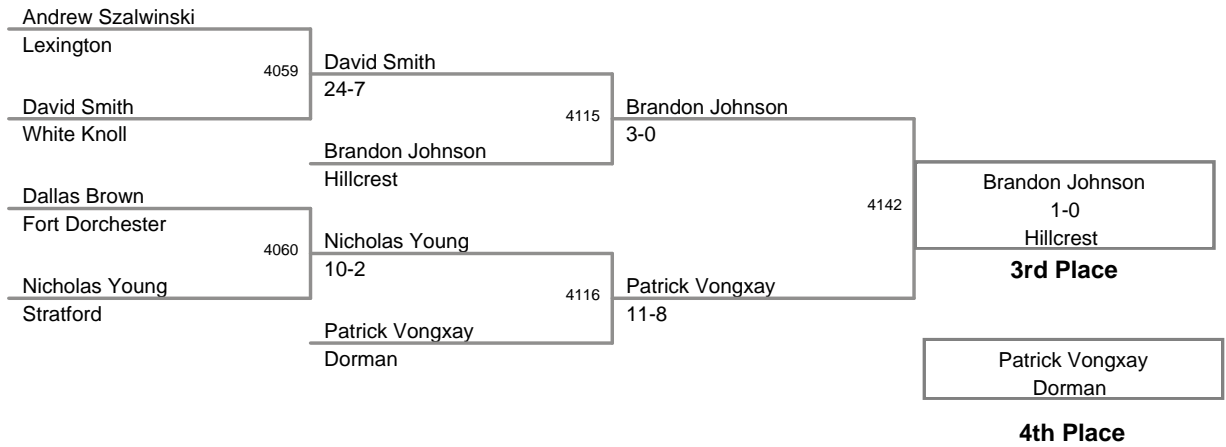 Andrew Szalwinski
Lexington
4059
David Smith
24-7
David Smith
White Knoll
4115
Brandon Johnson
3-0
Brandon Johnson
Hillcrest
Dallas Brown
Fort Dorchester
4060
Nicholas Young
10-2
Nicholas Young
Stratford
4116
Patrick Vongxay
11-8
Patrick Vongxay
Dorman
4142
Brandon Johnson
1-0
Hillcrest
3rd Place
Patrick Vongxay
Dorman
4th Place